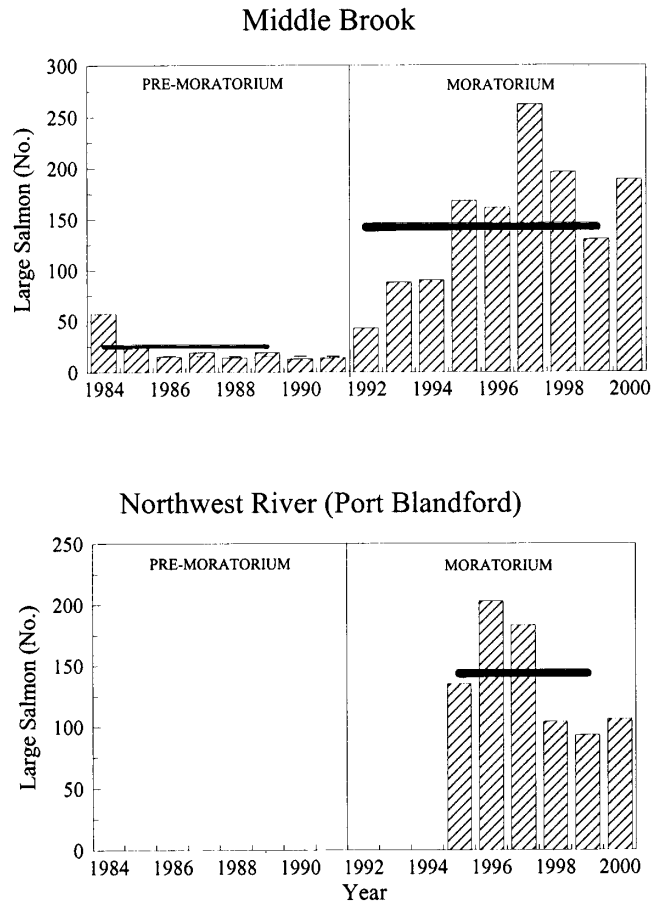 Middle Brook
300
250
200
150
100
50
0
Large Salmon (No.)
PRE-MORATORIUM
MORATORIUM
1984 1986 1988 1990 1992 1994 1996 1998 2000
Northwest River (Port Blandford)
250
200
150
100
50
0
Large Salmon (No.)
PRE-MORATORIUM
MORATORIUM
1984 1986 1988 1990 1992 1994 1996 1998 2000
Year